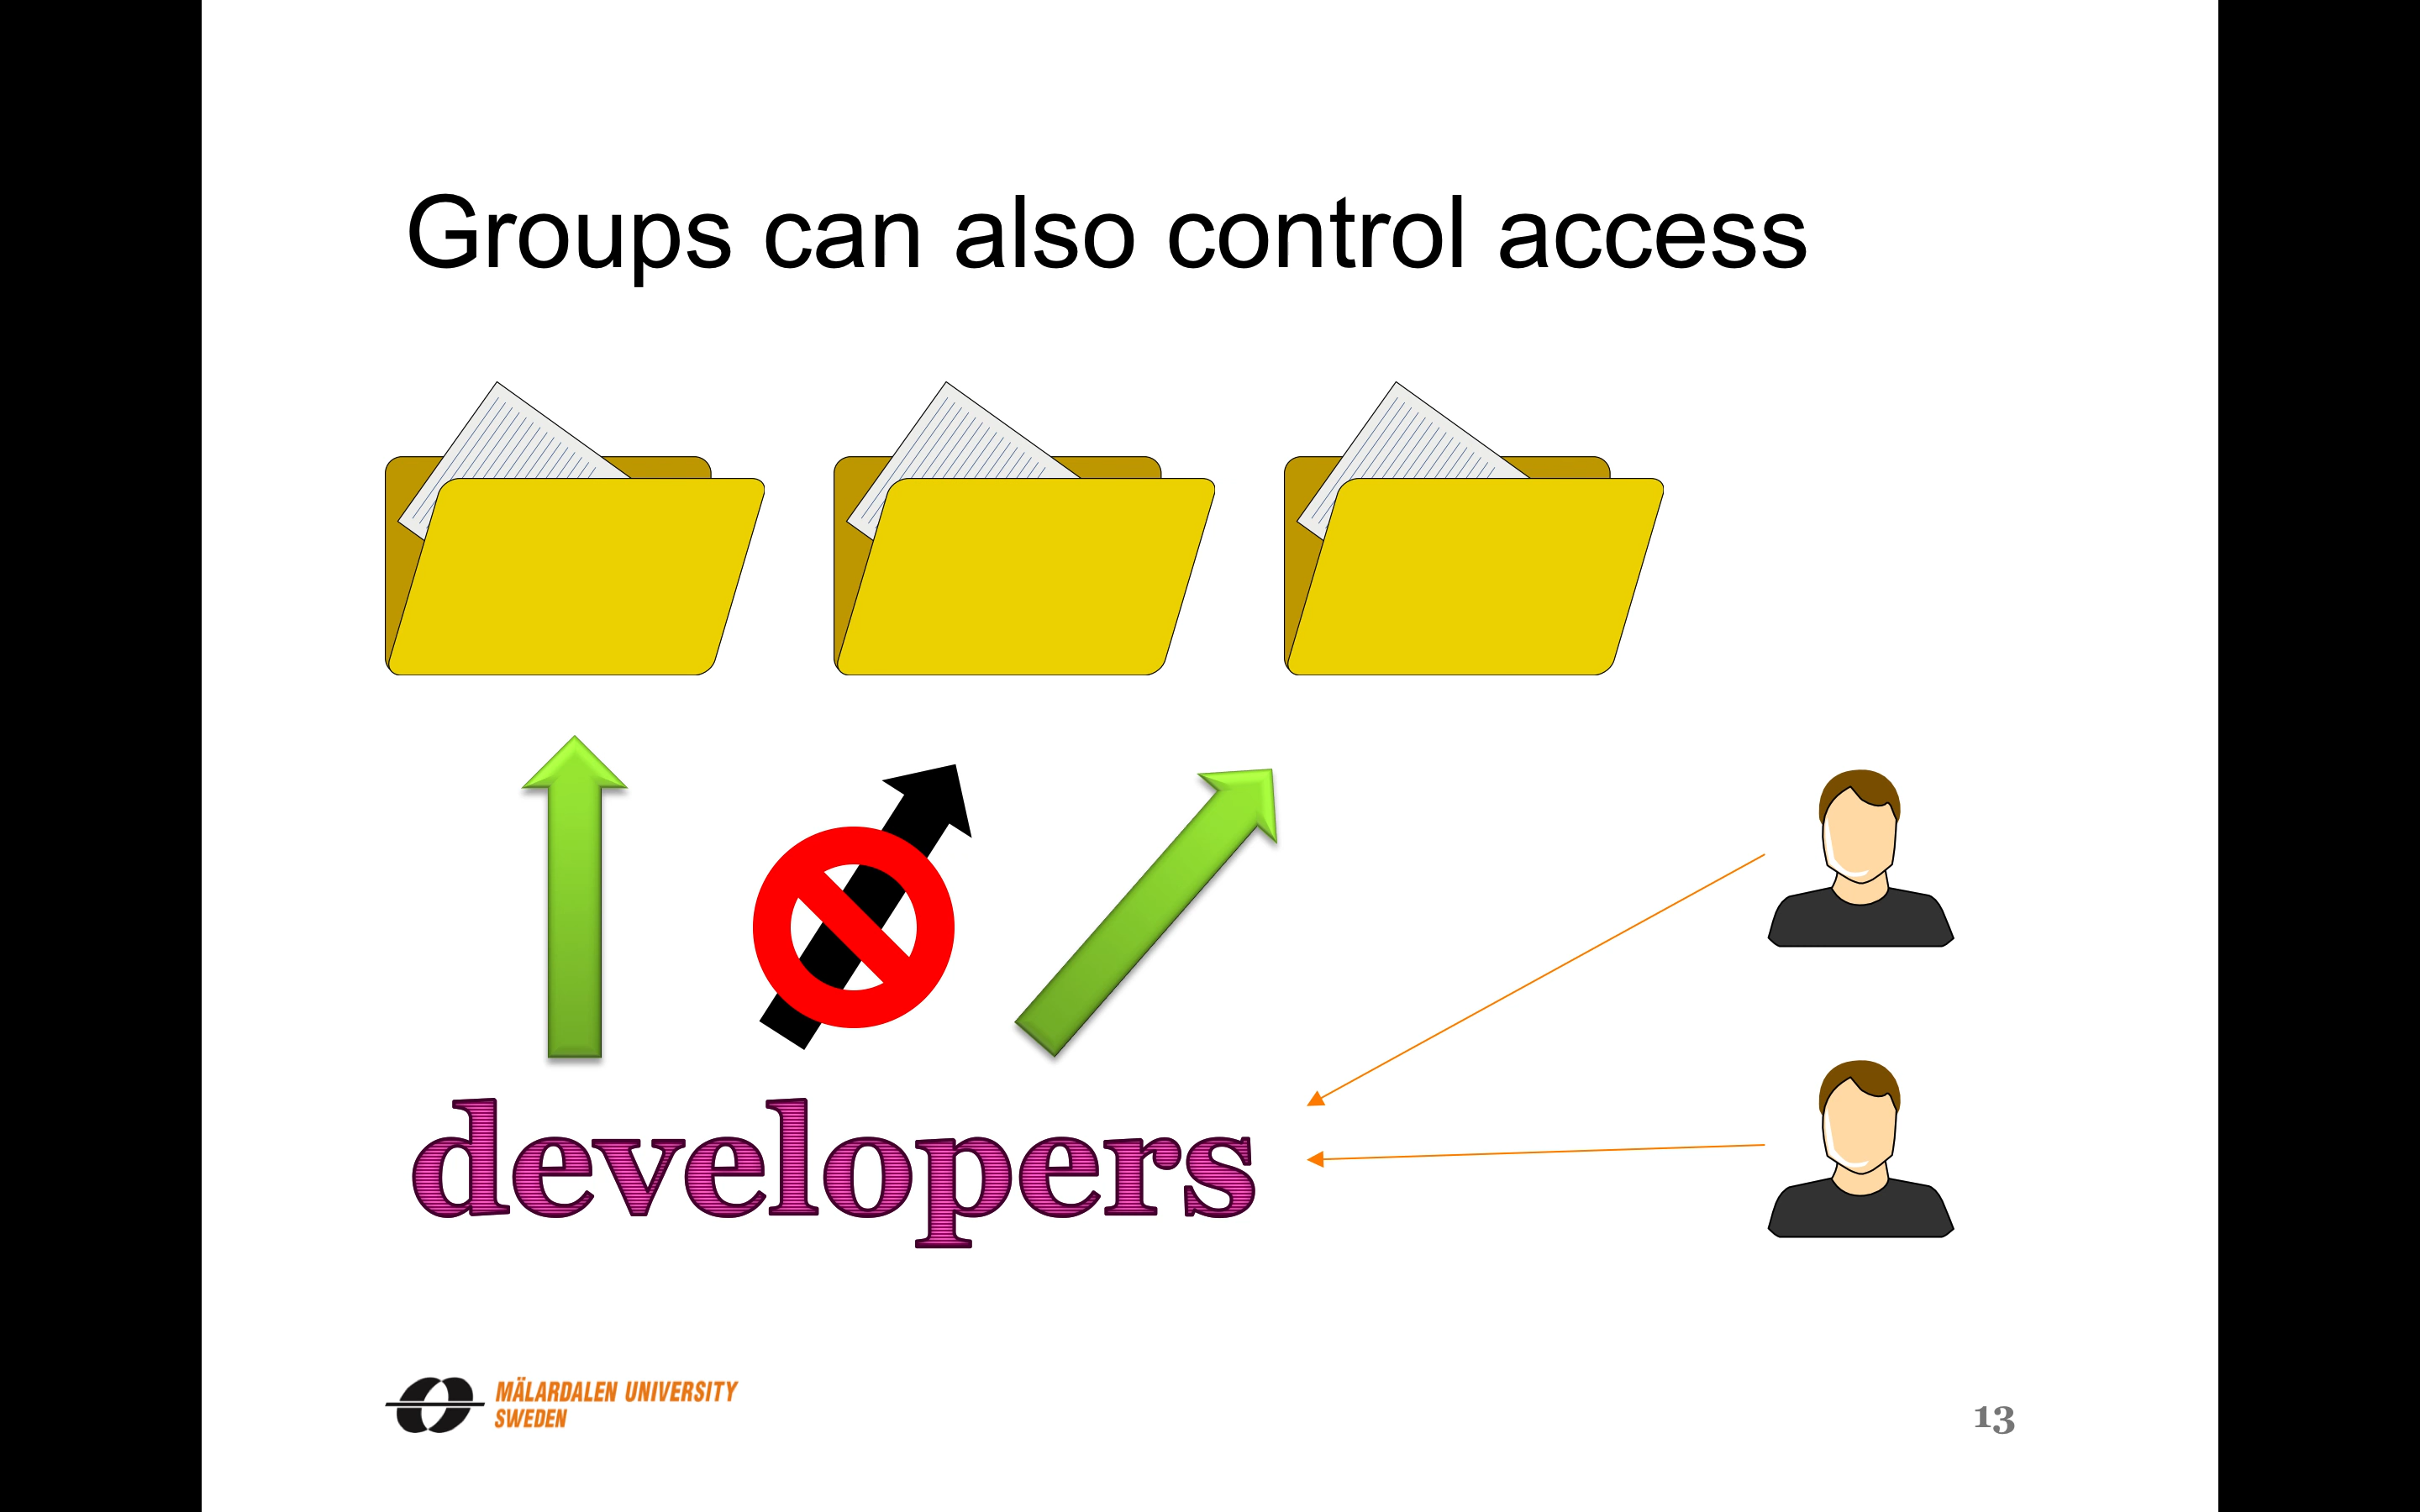 Groups can also control access
developers
MÄLARDALEN UNIVERSITY
SWEDEN
13